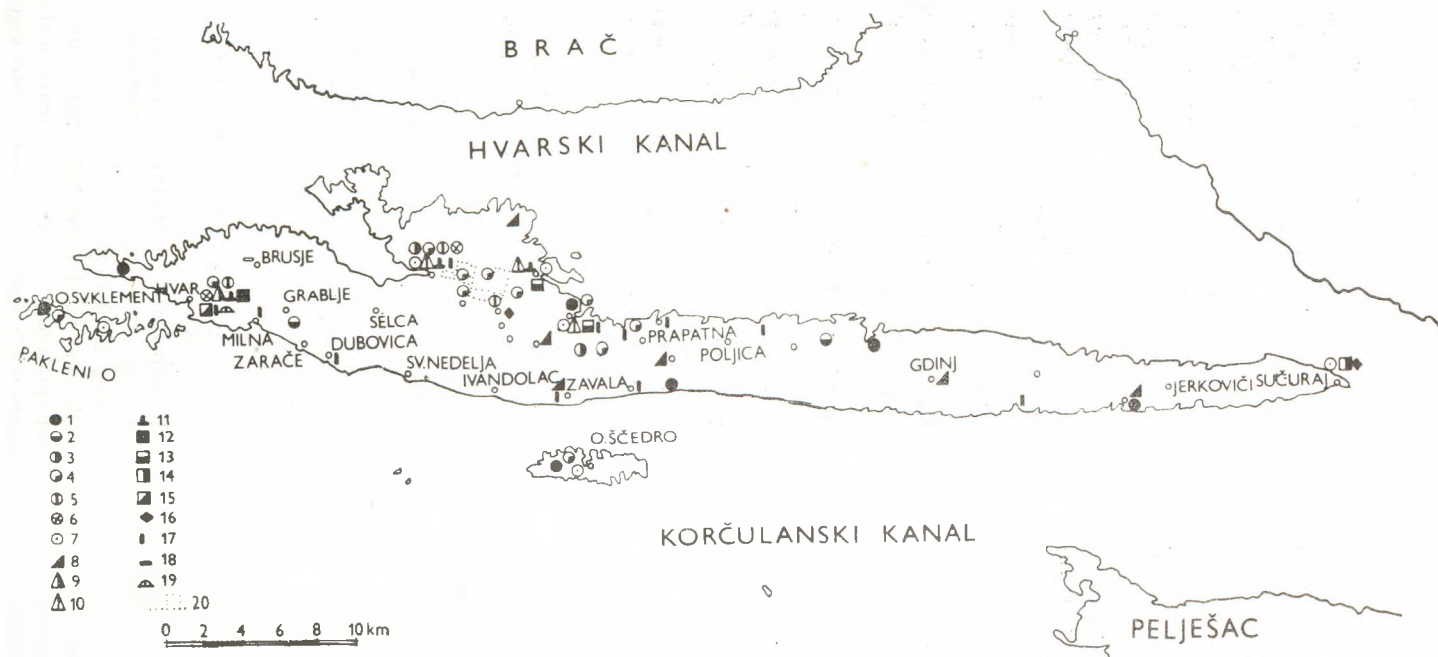 BRAČ
HVARSKI KANAL
BRUSJE
O.SV.KLEMENT
HVAR
GRABLJE
SELCA
MILNA
DUBOVICA
ZARAČE
PAKLENI O
SV.NEDELJA
IVANDOLAC
ZAVALA
PRAPATNA
POLJICA
GDINJ
JERKOVIČI
SUČURAJ
O.ŠČEDRO
KORČULANSKI KANAL
PELJEŠAC
1
2
3
4
5
6
7
8
9
10
11
12
13
14
15
16
17
18
19
20
0 2 4 6 8 10 km